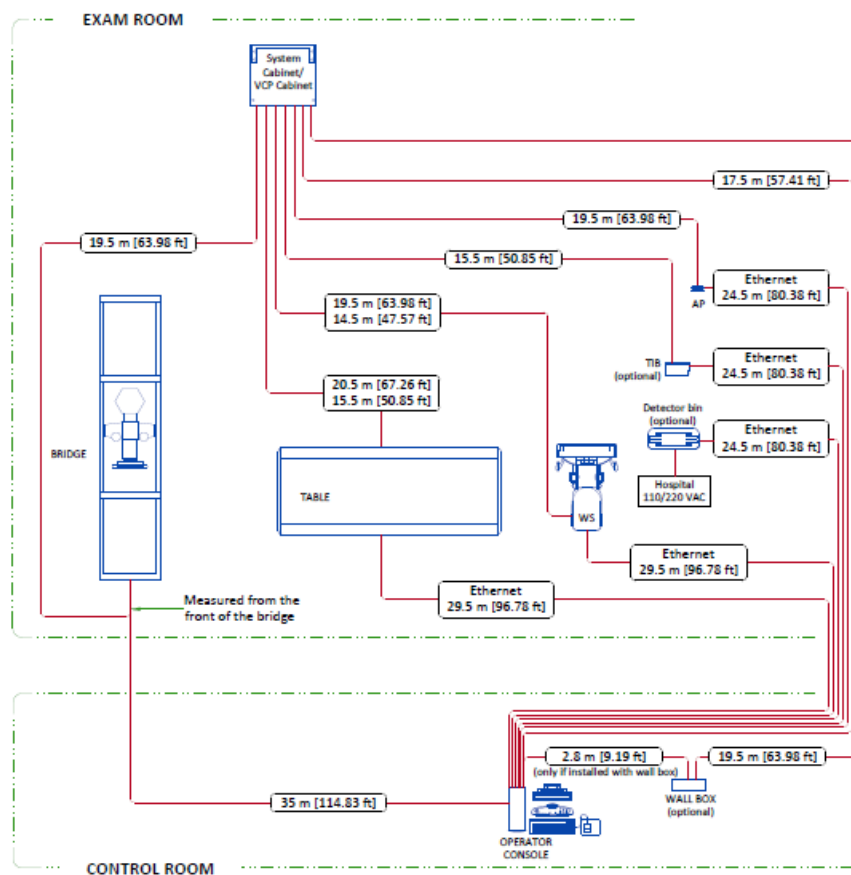 EXAM ROOM
System
Cabinet/
VCP Cabinet
17.5 m [57.41 ft]
19.5 m [63.98 ft]
19.5 m [63.98 ft]
15.5 m [50.85 ft]
Ethernet
24.5 m [80.38 ft]
AP
19.5 m [63.98 ft]
14.5 m [47.57 ft]
TIB
(optional)
Ethernet
24.5 m [80.38 ft]
20.5 m [67.26 ft]
15.5 m [50.85 ft]
Detector bin
(optional)
Ethernet
24.5 m [80.38 ft]
BRIDGE
Hospital
110/220 VAC
TABLE
WS
Ethernet
29.5 m [96.78 ft]
Ethernet
29.5 m [96.78 ft]
Measured from the
front of the bridge
2.8 m [9.19 ft]
(only if installed with wall box)
19.5 m [63.98 ft]
WALL BOX
(optional)
35 m [114.83 ft]
OPERATOR
CONSOLE
CONTROL ROOM